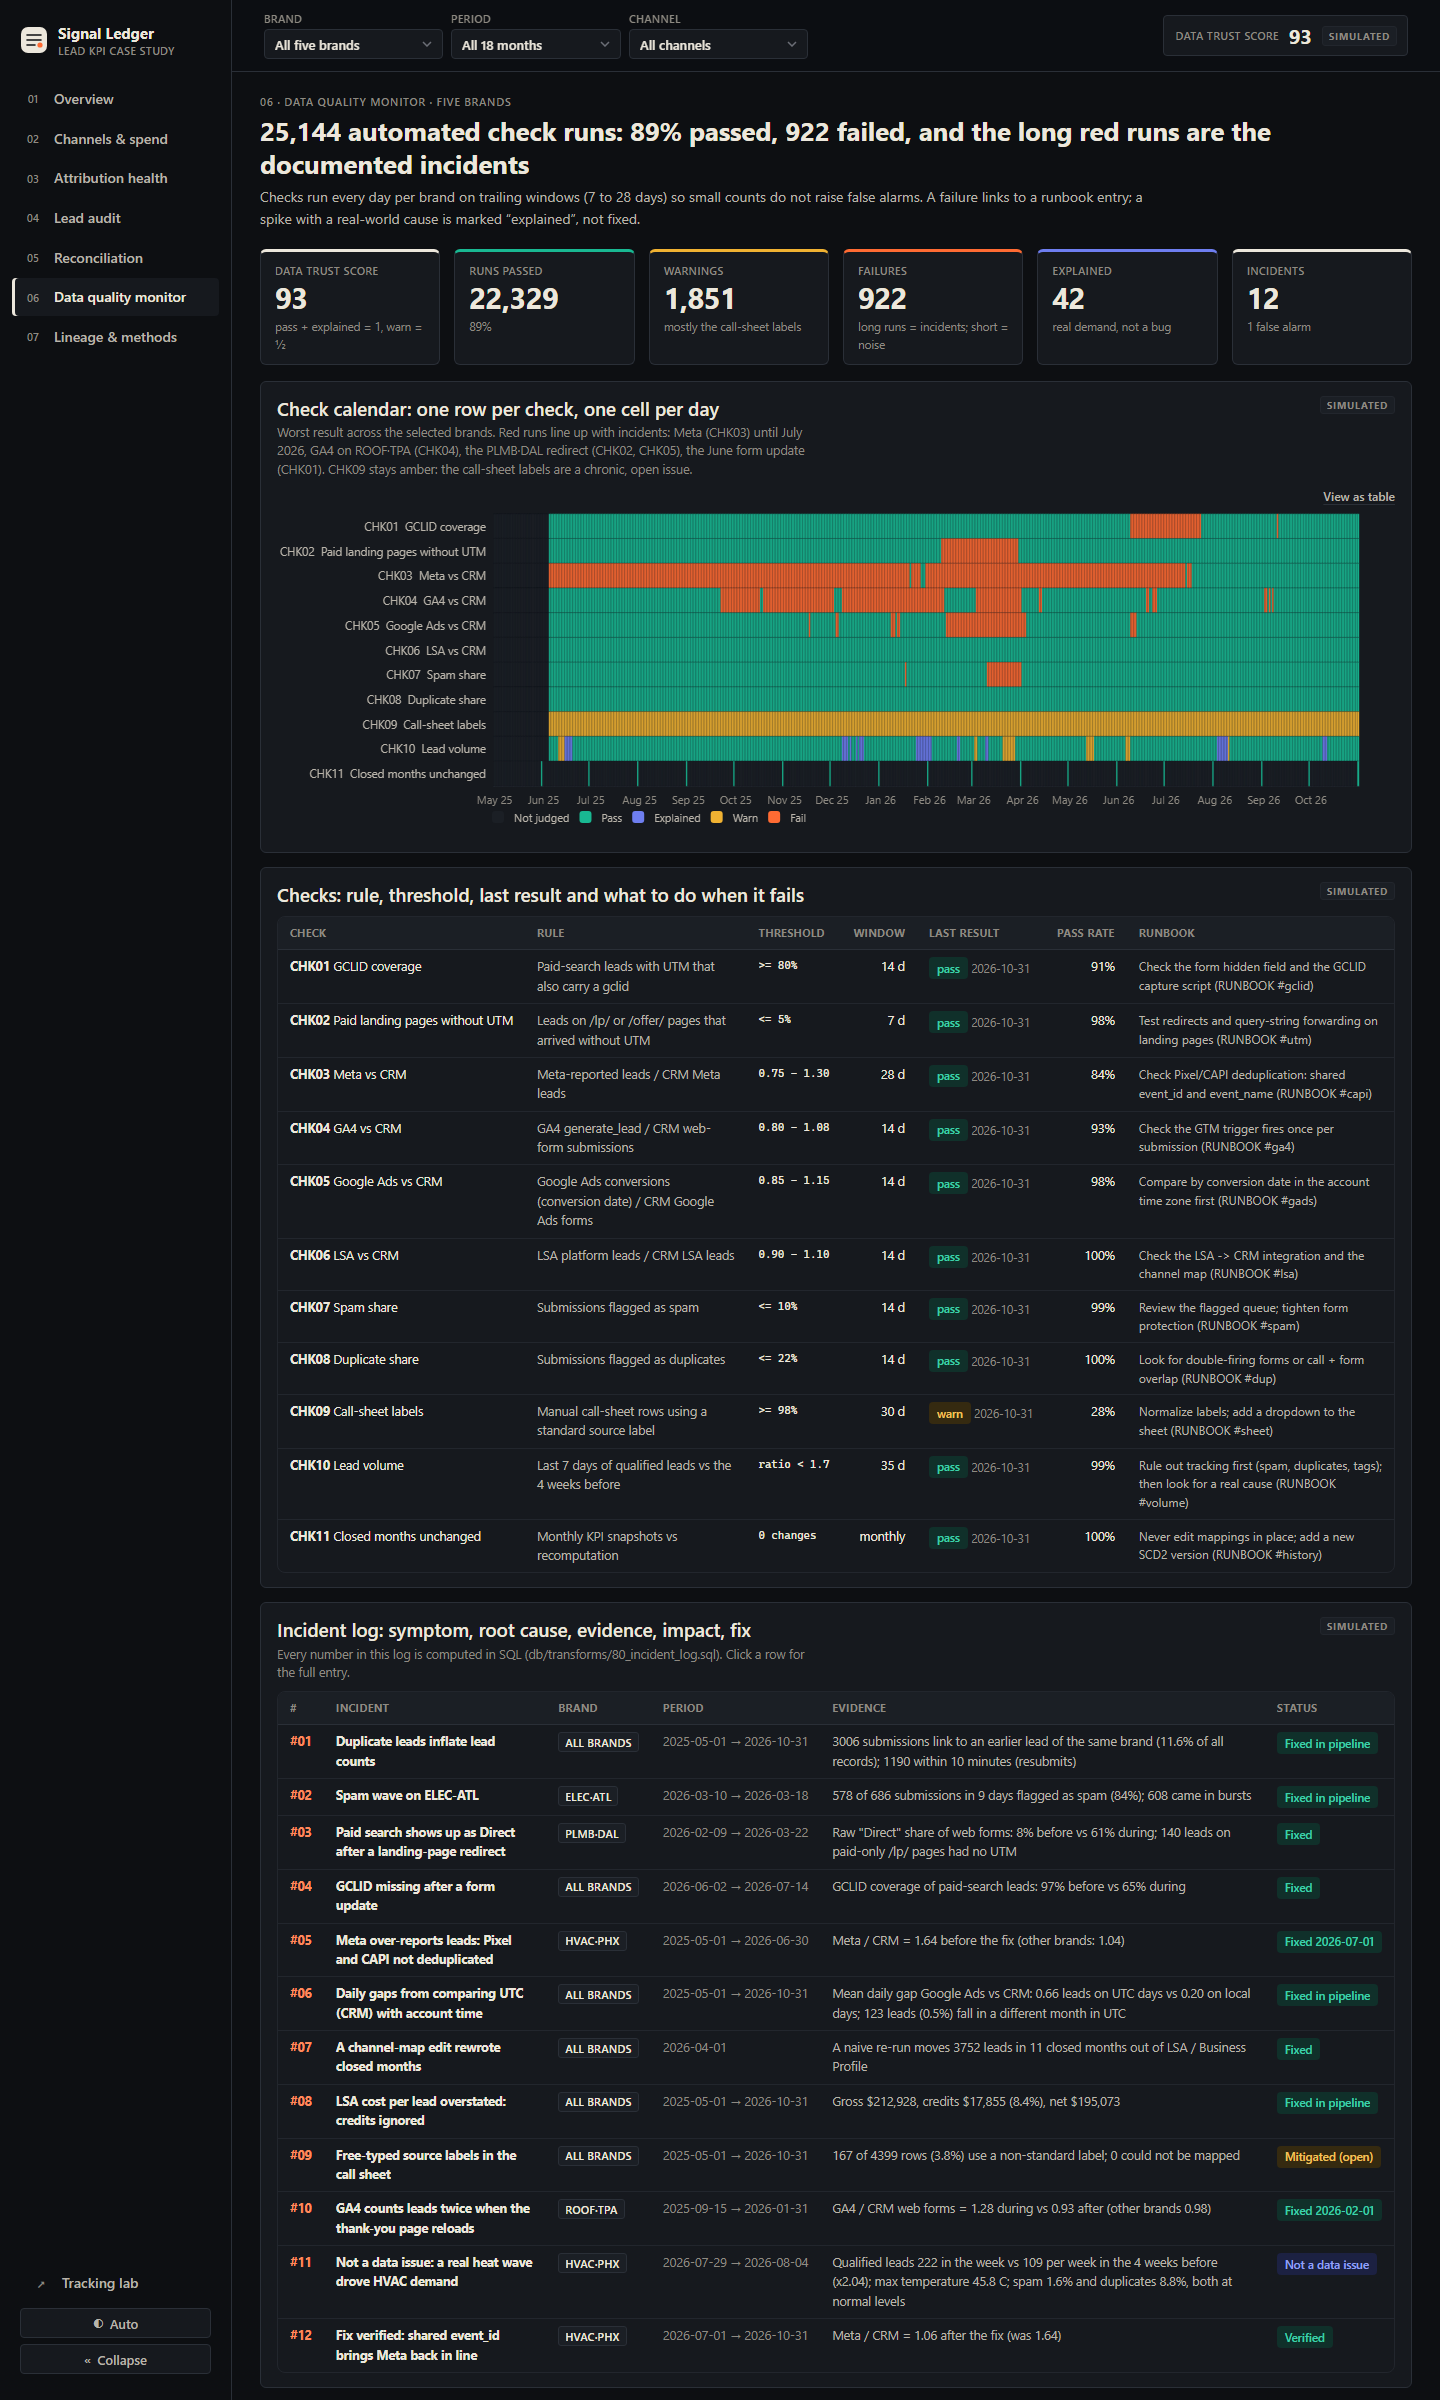 Signal Ledger
LEAD KPI CASE STUDY
01 Overview
02 Channels & spend
03 Attribution health
04 Lead audit
05 Reconciliation
06 Data quality monitor
07 Lineage & methods
↗ Tracking lab
◐ Auto
« Collapse
BRAND PERIOD CHANNEL
All five brands All 18 months All channels
DATA TRUST SCORE 93 SIMULATED
06 · DATA QUALITY MONITOR · FIVE BRANDS
25,144 automated check runs: 89% passed, 922 failed, and the long red runs are the
documented incidents
Checks run every day per brand on trailing windows (7 to 28 days) so small counts do not raise false alarms. A failure links to a runbook entry; a
spike with a real-world cause is marked “explained”, not fixed.
DATA TRUST SCORE
93
pass + explained = 1, warn =
½
RUNS PASSED
22,329
89%
WARNINGS
1,851
mostly the call-sheet labels
FAILURES
922
long runs = incidents; short =
noise
EXPLAINED
42
real demand, not a bug
INCIDENTS
12
1 false alarm
Check calendar: one row per check, one cell per day
SIMULATED
Worst result across the selected brands. Red runs line up with incidents: Meta (CHK03) until July
2026, GA4 on ROOF·TPA (CHK04), the PLMB·DAL redirect (CHK02, CHK05), the June form update
(CHK01). CHK09 stays amber: the call-sheet labels are a chronic, open issue.
View as table
CHK01 GCLID coverage
CHK02 Paid landing pages without UTM
CHK03 Meta vs CRM
CHK04 GA4 vs CRM
CHK05 Google Ads vs CRM
CHK06 LSA vs CRM
CHK07 Spam share
CHK08 Duplicate share
CHK09 Call-sheet labels
CHK10 Lead volume
CHK11 Closed months unchanged
May 25 Jun 25 Jul 25 Aug 25 Sep 25 Oct 25 Nov 25 Dec 25 Jan 26 Feb 26 Mar 26 Apr 26 May 26 Jun 26 Jul 26 Aug 26 Sep 26 Oct 26
Not judged Pass Explained Warn Fail
Checks: rule, threshold, last result and what to do when it fails
SIMULATED
CHECK RULE THRESHOLD WINDOW LAST RESULT PASS RATE RUNBOOK
CHK01 GCLID coverage Paid-search leads with UTM that >= 80% 14 d pass 2026-10-31 91% Check the form hidden field and the GCLID
also carry a gclid capture script (RUNBOOK #gclid)
CHK02 Paid landing pages without UTM Leads on /lp/ or /offer/ pages that <= 5% 7 d pass 2026-10-31 98% Test redirects and query-string forwarding on
arrived without UTM landing pages (RUNBOOK #utm)
CHK03 Meta vs CRM Meta-reported leads / CRM Meta 0.75 – 1.30 28 d pass 2026-10-31 84% Check Pixel/CAPI deduplication: shared
leads event_id and event_name (RUNBOOK #capi)
CHK04 GA4 vs CRM GA4 generate_lead / CRM web- 0.80 – 1.08 14 d pass 2026-10-31 93% Check the GTM trigger fires once per
form submissions submission (RUNBOOK #ga4)
CHK05 Google Ads vs CRM Google Ads conversions 0.85 – 1.15 14 d pass 2026-10-31 98% Compare by conversion date in the account
(conversion date) / CRM Google time zone first (RUNBOOK #gads)
Ads forms
CHK06 LSA vs CRM LSA platform leads / CRM LSA leads 0.90 – 1.10 14 d pass 2026-10-31 100% Check the LSA -> CRM integration and the
channel map (RUNBOOK #lsa)
CHK07 Spam share Submissions flagged as spam <= 10% 14 d pass 2026-10-31 99% Review the flagged queue; tighten form
protection (RUNBOOK #spam)
CHK08 Duplicate share Submissions flagged as duplicates <= 22% 14 d pass 2026-10-31 100% Look for double-firing forms or call + form
overlap (RUNBOOK #dup)
CHK09 Call-sheet labels Manual call-sheet rows using a >= 98% 30 d warn 2026-10-31 28% Normalize labels; add a dropdown to the
standard source label sheet (RUNBOOK #sheet)
CHK10 Lead volume Last 7 days of qualified leads vs the ratio < 1.7 35 d pass 2026-10-31 99% Rule out tracking first (spam, duplicates, tags);
4 weeks before then look for a real cause (RUNBOOK
#volume)
CHK11 Closed months unchanged Monthly KPI snapshots vs 0 changes monthly pass 2026-10-31 100% Never edit mappings in place; add a new
recomputation SCD2 version (RUNBOOK #history)
Incident log: symptom, root cause, evidence, impact, fix
SIMULATED
Every number in this log is computed in SQL (db/transforms/80_incident_log.sql). Click a row for
the full entry.
# INCIDENT BRAND PERIOD EVIDENCE STATUS
#01 Duplicate leads inflate lead ALL BRANDS 2025-05-01 → 2026-10-31 3006 submissions link to an earlier lead of the same brand (11.6% of all Fixed in pipeline
counts records); 1190 within 10 minutes (resubmits)
#02 Spam wave on ELEC-ATL ELEC·ATL 2026-03-10 → 2026-03-18 578 of 686 submissions in 9 days flagged as spam (84%); 608 came in bursts Fixed in pipeline
#03 Paid search shows up as Direct PLMB·DAL 2026-02-09 → 2026-03-22 Raw "Direct" share of web forms: 8% before vs 61% during; 140 leads on Fixed
after a landing-page redirect paid-only /lp/ pages had no UTM
#04 GCLID missing after a form ALL BRANDS 2026-06-02 → 2026-07-14 GCLID coverage of paid-search leads: 97% before vs 65% during Fixed
update
#05 Meta over-reports leads: Pixel HVAC·PHX 2025-05-01 → 2026-06-30 Meta / CRM = 1.64 before the fix (other brands: 1.04) Fixed 2026-07-01
and CAPI not deduplicated
#06 Daily gaps from comparing UTC ALL BRANDS 2025-05-01 → 2026-10-31 Mean daily gap Google Ads vs CRM: 0.66 leads on UTC days vs 0.20 on local Fixed in pipeline
(CRM) with account time days; 123 leads (0.5%) fall in a different month in UTC
#07 A channel-map edit rewrote ALL BRANDS 2026-04-01 A naive re-run moves 3752 leads in 11 closed months out of LSA / Business Fixed
closed months Profile
#08 LSA cost per lead overstated: ALL BRANDS 2025-05-01 → 2026-10-31 Gross $212,928, credits $17,855 (8.4%), net $195,073 Fixed in pipeline
credits ignored
#09 Free-typed source labels in the ALL BRANDS 2025-05-01 → 2026-10-31 167 of 4399 rows (3.8%) use a non-standard label; 0 could not be mapped Mitigated (open)
call sheet
#10 GA4 counts leads twice when the ROOF·TPA 2025-09-15 → 2026-01-31 GA4 / CRM web forms = 1.28 during vs 0.93 after (other brands 0.98) Fixed 2026-02-01
thank-you page reloads
#11 Not a data issue: a real heat wave HVAC·PHX 2026-07-29 → 2026-08-04 Qualified leads 222 in the week vs 109 per week in the 4 weeks before Not a data issue
drove HVAC demand (x2.04); max temperature 45.8 C; spam 1.6% and duplicates 8.8%, both at
normal levels
#12 Fix verified: shared event_id HVAC·PHX 2026-07-01 → 2026-10-31 Meta / CRM = 1.06 after the fix (was 1.64) Verified
brings Meta back in line